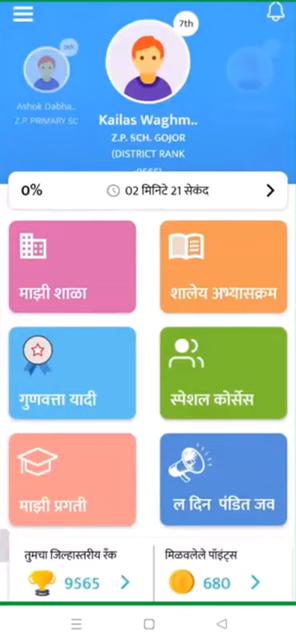 7th
Ashok Dabha..
Z.P. PRIMARY SC
Kailas Waghm..
Z.P. SCH. GOJOR
(DISTRICT RANK
0%
02 मिनिटे 21 सेकंद
माझी शाळा
शालेय अभ्यासक्रम
गुणवत्ता यादी
स्पेशल कोर्सेस
माझी प्रगती
ल दिन पंडित जव
तुमचा जिल्हास्तरीय रँक
मिळवलेले पॉइंट्स
9565
680